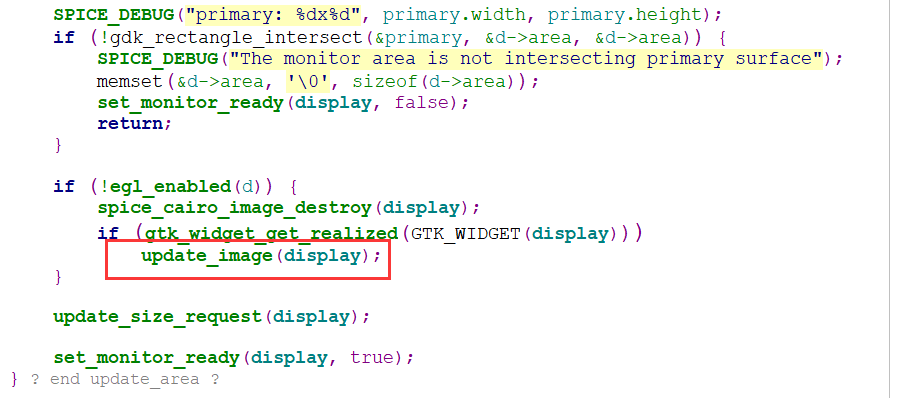 SPICE_DEBUG("primary: %dx%d", primary.width, primary.height);
if (!gdk_rectangle_intersect(&primary, &d->area, &d->area)) {
SPICE_DEBUG("The monitor area is not intersecting primary surface");
memset(&d->area, '\0', sizeof(d->area));
set_monitor_ready(display, false);
return;
}
if (!egl_enabled(d)) {
spice_cairo_image_destroy(display);
if (gtk_widget_get_realized(GTK_WIDGET(display)))
update_image(display);
}
update_size_request(display);
set_monitor_ready(display, true);
} ? end update_area ?